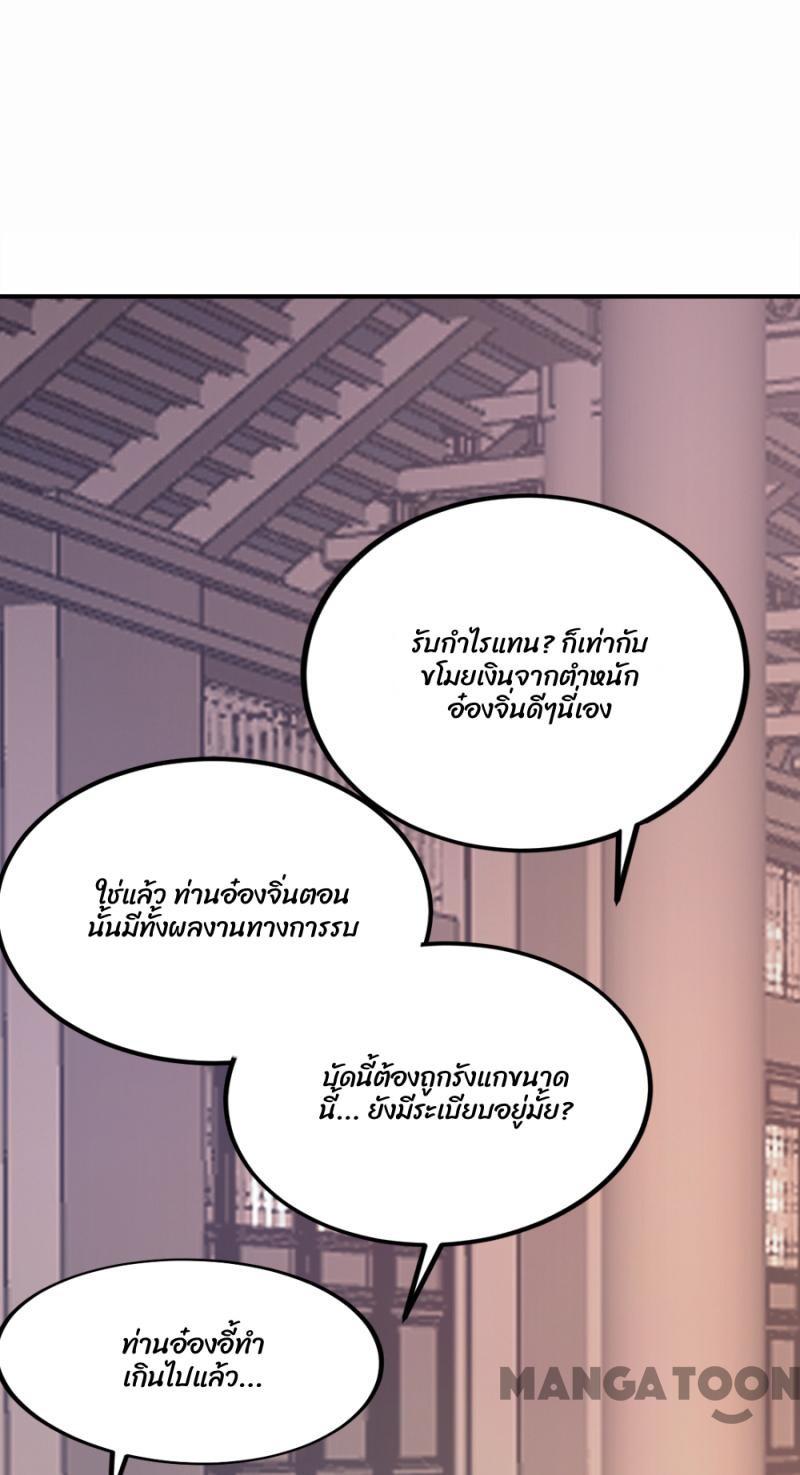 รับกำไรแทน? ก็เท่ากับ
ขโมยเงินจากตำหนัก
อ๋องจิ่นดีๆนี่เอง
ใช่แล้ว ท่านอ๋องจิ่นตอน
นั้นมีทั้งผลงานทางการรบ
บัดนี้ต้องถูกรังแกขนาด
นี้... ยังมีระเบียบอยู่มั้ย?
ท่านอ๋องอี้ทำ
เกินไปแล้ว...
MANGATOON